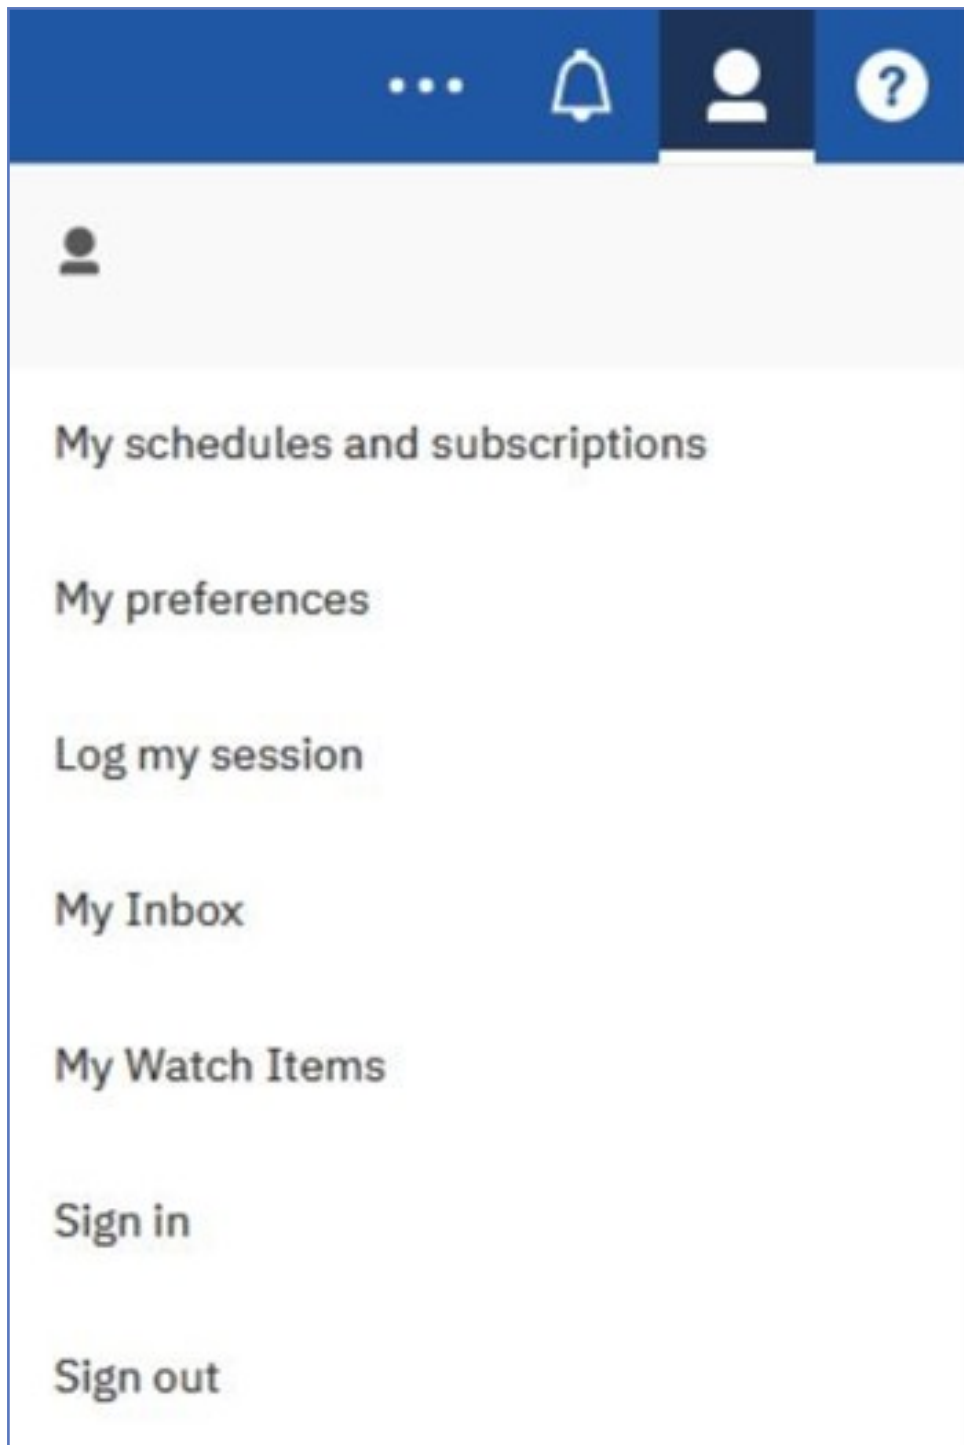 ?
My schedules and subscriptions
My preferences
Log my session
My Inbox
My Watch Items
Sign in
Sign out